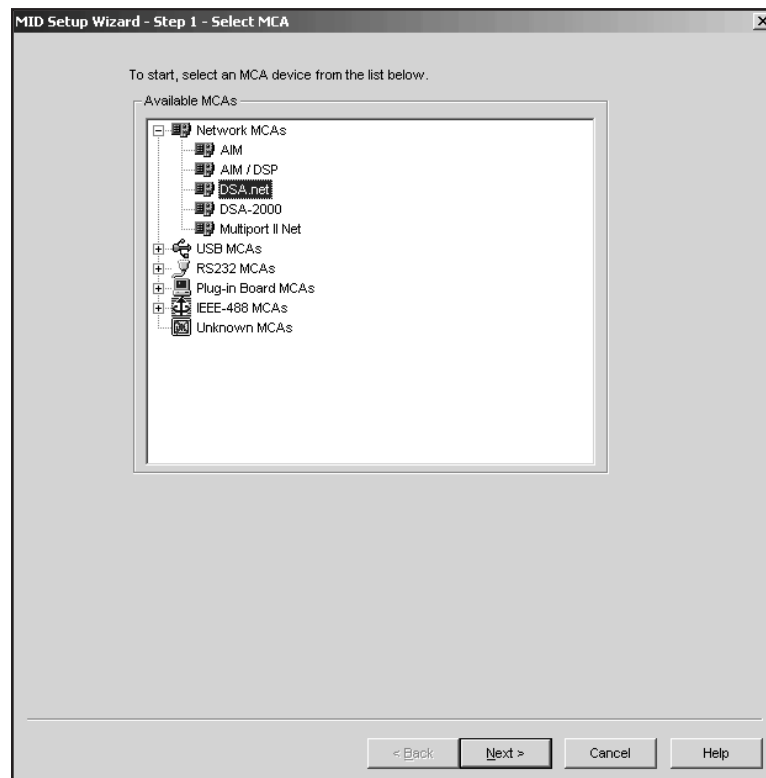 MID Setup Wizard - Step 1 - Select MCA
To start, select an MCA device from the list below.
Available MCAs
Network MCAs
AIM
AIM / DSP
DSA.net
DSA-2000
Multiport II Net
USB MCAs
RS232 MCAs
Plug-in Board MCAs
IEEE-488 MCAs
Unknown MCAs
< Back Next > Cancel Help